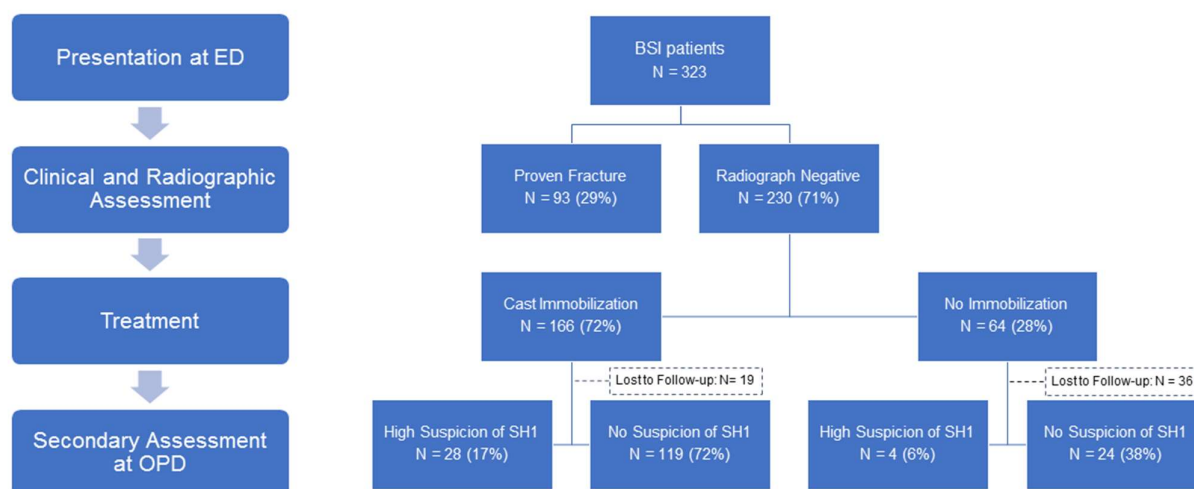 Presentation at ED
Clinical and Radiographic
Assessment
Treatment
Secondary Assessment
at OPD
BSI patients
N = 323
Proven Fracture
N = 93 (29%)
Radiograph Negative
N = 230 (71%)
Cast Immobilization
N = 166 (72%)
No Immobilization
N = 64 (28%)
Lost to Follow-up: N= 19
Lost to Follow-up: N = 36
High Suspicion of SH1
N = 28 (17%)
No Suspicion of SH1
N = 119 (72%)
High Suspicion of SH1
N = 4 (6%)
No Suspicion of SH1
N = 24 (38%)